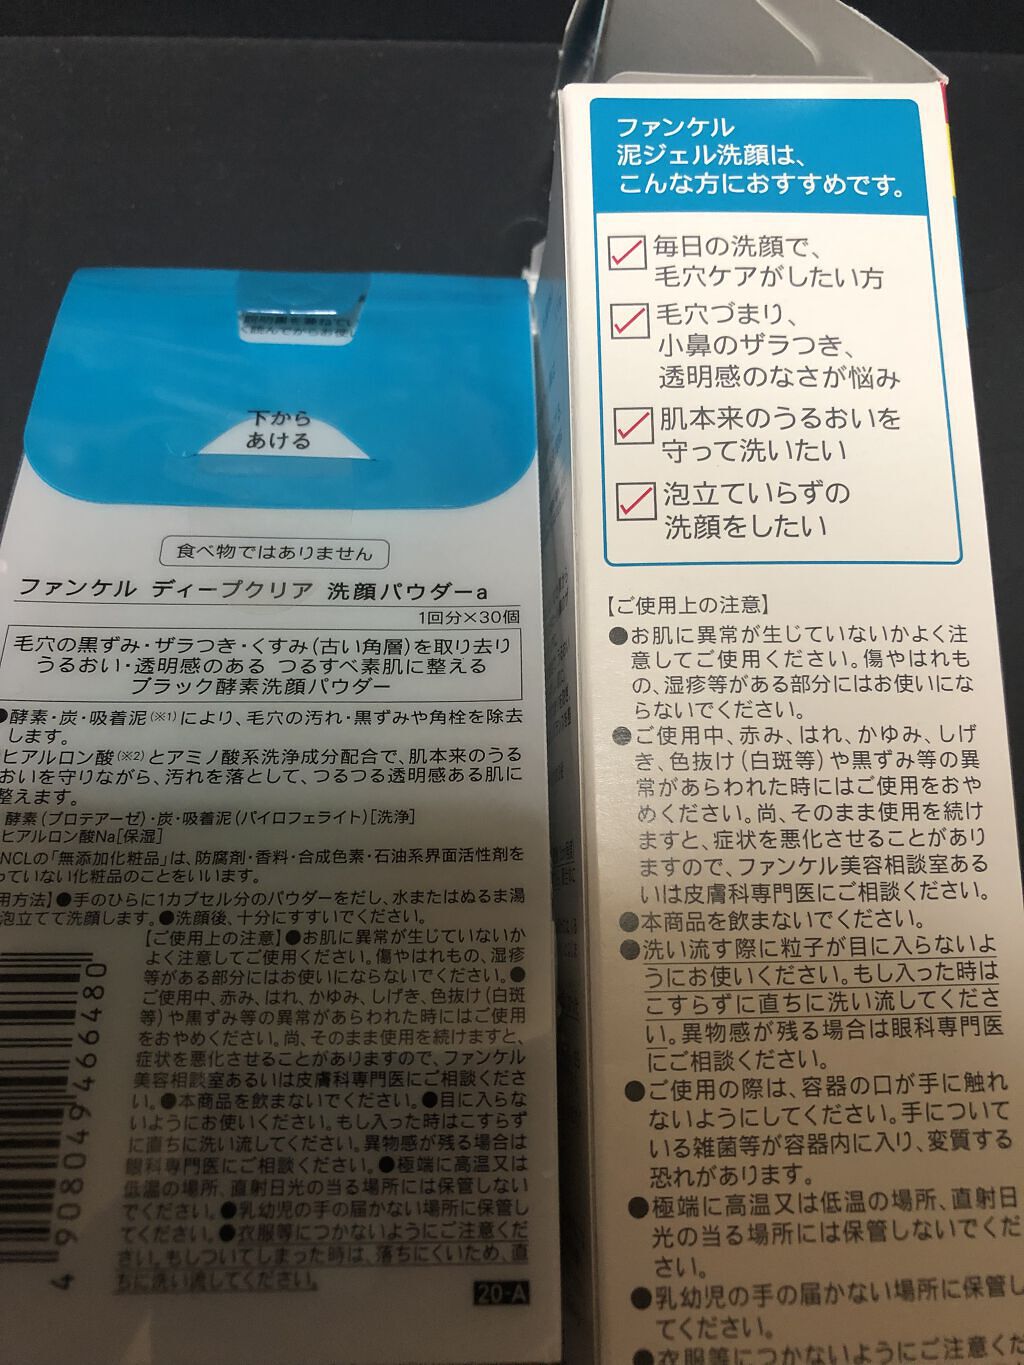 説明書を兼ねてい
下から
あける
食べ物ではありません
ファンケル ディープクリア 洗顔パウダーa
1回分×30個
毛穴の黒ずみ・ザラつき・くすみ(古い角層)を取り去り
うるおい・透明感のある つるすべ素肌に整える
ブラック酵素洗顔パウダー
●酵素・炭・吸着泥(※1)により、毛穴の汚れ・黒ずみや角栓を除去
します。
ヒアルロン酸(※2)とアミノ酸系洗浄成分配合で、肌本来のうる
おいを守りながら、汚れを落として、つるつる透明感ある肌に
整えます。
酵素(プロテアーゼ)・炭・吸着泥(パイロフェライト)[洗浄]
ヒアルロン酸Na[保湿]
NCLの「無添加化粧品」は、防腐剤・香料・合成色素・石油系界面活性剤を
っていない化粧品のことをいいます。
用方法】●手のひらに1カプセル分のパウダーをだし、水またはぬるま湯
泡立てて洗顔します。●洗顔後、十分にすすいでください。
【ご使用上の注意】●お肌に異常が生じていないか
よく注意してご使用ください。傷やはれもの、湿疹
等がある部分にはお使いにならないでください。●
ご使用中、赤み、はれ、かゆみ、しげき、色抜け(白斑
等)や黒ずみ等の異常があらわれた時にはご使用
をおやめください。尚、そのまま使用を続けますと、
症状を悪化させることがありますので、ファンケル
美容相談室あるいは皮膚科専門医にご相談くださ
い。●本商品を飲まないでください。●目に入らな
いようにお使いください。もし入った時はこすらず
に直ちに洗い流してください。異物感が残る場合は
眼科専門医にご相談ください。●極端に高温又は
低温の場所、直射日光の当る場所には保管しない
でください。●乳幼児の手の届かない場所に保管し
てください。●衣服等につかないようにご注意くだ
さい。もしついてしまった時は、落ちにくいため、直
ちに洗い流してください。
4 908049 466480
20-A
ファンケル
泥ジェル洗顔は、
こんな方におすすめです。
毎日の洗顔で、
毛穴ケアがしたい方
毛穴づまり、
小鼻のザラつき、
透明感のなさが悩み
肌本来のうるおいを
守って洗いたい
泡立ていらずの
洗顔をしたい
【ご使用上の注意】
●お肌に異常が生じていないかよく注
意してご使用ください。傷やはれも
の、湿疹等がある部分にはお使いにな
らないでください。
●ご使用中、赤み、はれ、かゆみ、しげ
き、色抜け(白斑等)や黒ずみ等の異
常があらわれた時にはご使用をおや
めください。尚、そのまま使用を続け
ますと、症状を悪化させることがあり
ますので、ファンケル美容相談室ある
いは皮膚科専門医にご相談ください。
●本商品を飲まないでください。
●洗い流す際に粒子が目に入らないよ
うにお使いください。もし入った時は
こすらずに直ちに洗い流してくださ
い。異物感が残る場合は眼科専門医
にご相談ください。
●ご使用の際は、容器の口が手に触れ
ないようにしてください。手について
いる雑菌等が容器内に入り、変質する
恐れがあります。
●極端に高温又は低温の場所、直射日
光の当る場所には保管しないでくだ
さい。
●乳幼児の手の届かない場所に保管し
てください。
●衣服等につかないようにご注意くだ